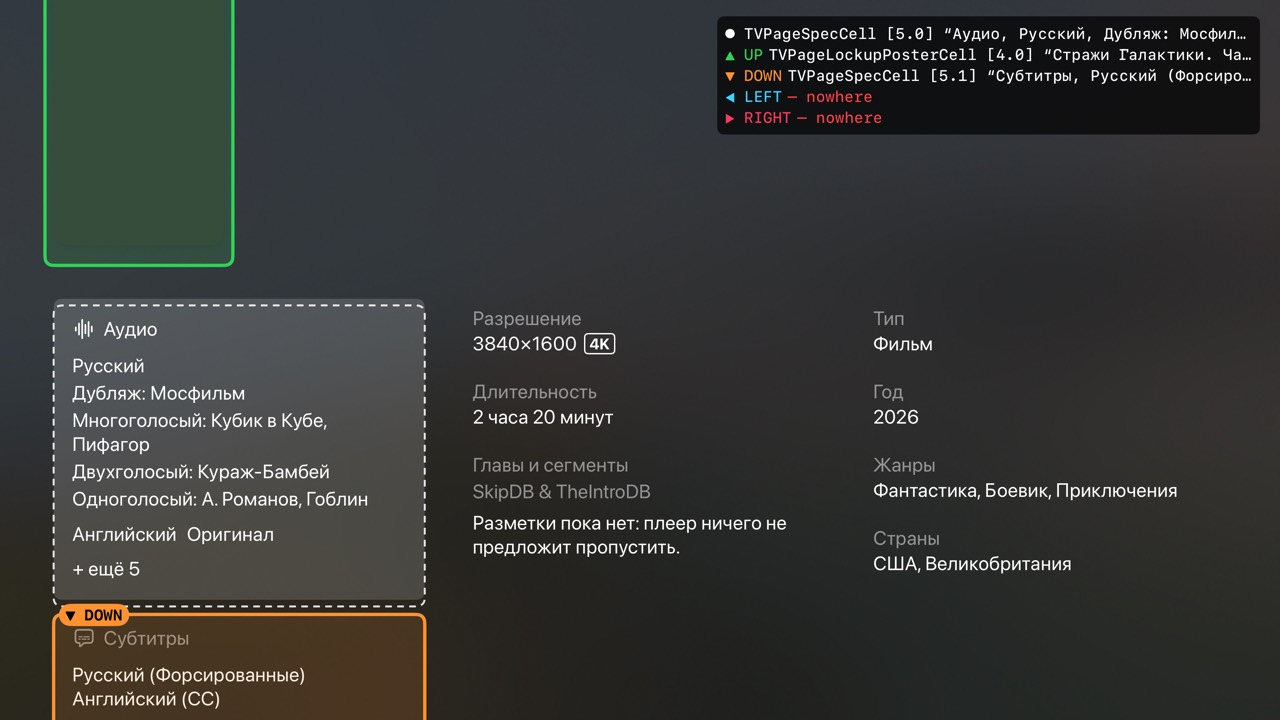 ● TVPageSpecCell [5.0] “Аудио, Русский, Дубляж: Мосфил…
▲ UP TVPageLockupPosterCell [4.0] “Стражи Галактики. Ча…
▼ DOWN TVPageSpecCell [5.1] “Субтитры, Русский (Форсиро…
◀ LEFT — nowhere
▶ RIGHT — nowhere
Аудио
Русский
Дубляж: Мосфильм
Многоголосый: Кубик в Кубе,
Пифагор
Двухголосый: Кураж-Бамбей
Одноголосый: А. Романов, Гоблин
Английский Оригинал
+ ещё 5
▼ DOWN
Субтитры
Русский (Форсированные)
Английский (CC)
Разрешение
3840×1600 4K
Длительность
2 часа 20 минут
Главы и сегменты
SkipDB & TheIntroDB
Разметки пока нет: плеер ничего не
предложит пропустить.
Тип
Фильм
Год
2026
Жанры
Фантастика, Боевик, Приключения
Страны
США, Великобритания